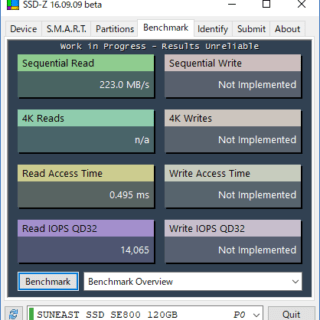 SSD-Z 16.09.09 beta
Device S.M.A.R.T. Partitions Benchmark Identify Submit About
Work in Progress - Results Unreliable
Sequential Read Sequential Write
223.0 MB/s Not Implemented
4K Reads 4K Writes
n/a Not Implemented
Read Access Time Write Access Time
0.495 ms Not Implemented
Read IOPS QD32 Write IOPS QD32
14,065 Not Implemented
Benchmark Benchmark Overview
SUNEAST SSD SE800 120GB P0 Quit